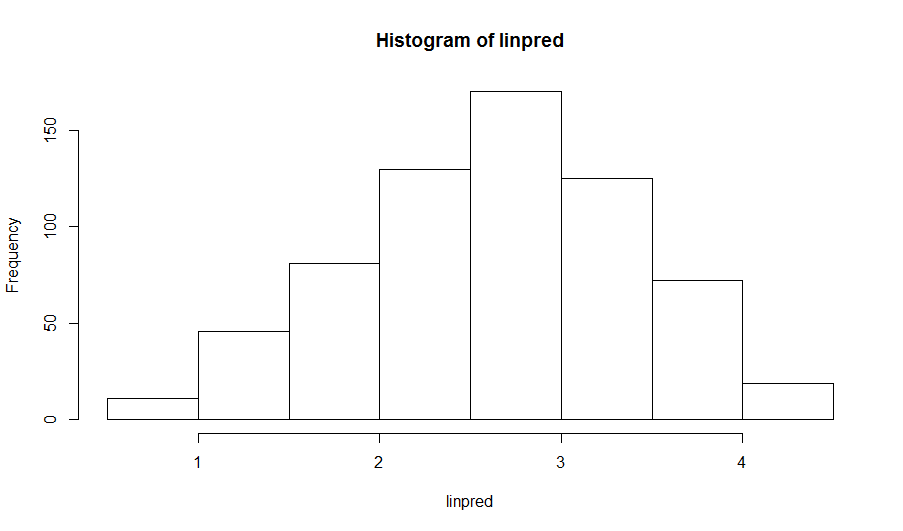 Histogram of linpred
Frequency
150
100
50
0
1 2 3 4
linpred